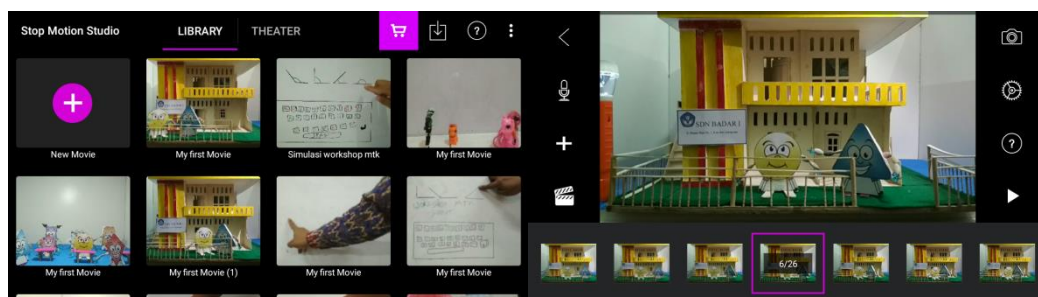 Stop Motion Studio
LIBRARY
THEATER
?
New Movie
My first Movie
Simulasi workshop mtk
My first Movie
My first Movie
My first Movie (1)
My first Movie
My first Movie
SDN BADAR I
?
6/26